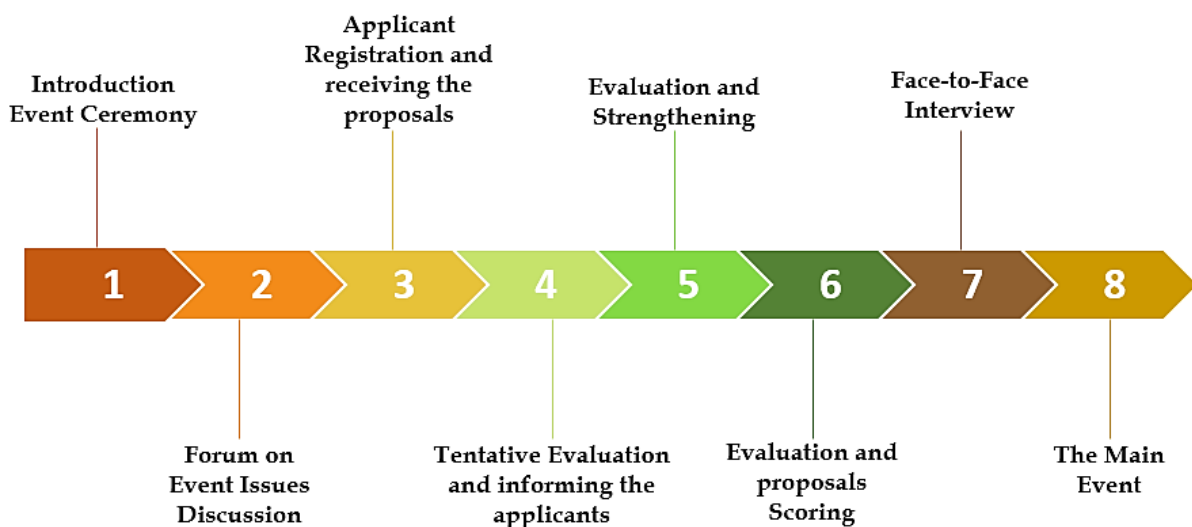 Introduction
Event Ceremony
Applicant
Registration and
receiving the
proposals
Evaluation and
Strengthening
Face-to-Face
Interview
1
2
3
4
5
6
7
8
Forum on
Event Issues
Discussion
Tentative Evaluation
and informing the
applicants
Evaluation and
proposals
Scoring
The Main
Event